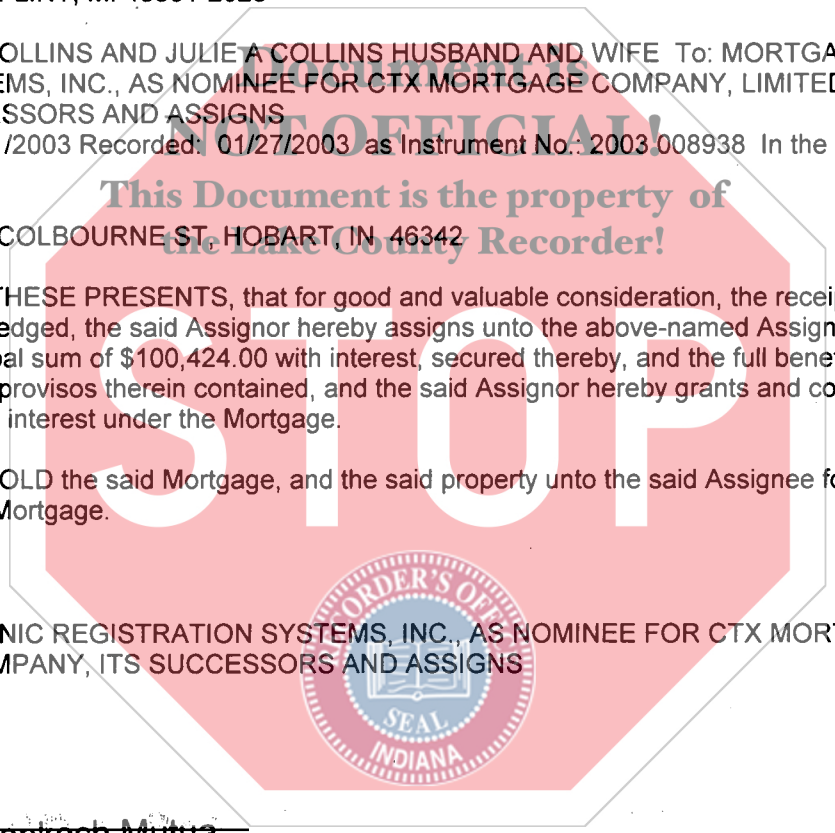 OLLINS AND JULIE A COLLINS HUSBAND AND WIFE To: MORTGA
EMS, INC., AS NOMINEE FOR CTX MORTGAGE COMPANY, LIMITED
SSORS AND ASSIGNS
/2003 Recorded: 01/27/2003 as Instrument No.: 2003 008938 In the
COLBOURNE ST, HOBART, IN 46342
THESE PRESENTS, that for good and valuable consideration, the recei
edged, the said Assignor hereby assigns unto the above-named Assign
pal sum of $100,424.00 with interest, secured thereby, and the full bene
provisos therein contained, and the said Assignor hereby grants and co
interest under the Mortgage.
OLD the said Mortgage, and the said property unto the said Assignee fo
Mortgage.
NIC REGISTRATION SYSTEMS, INC., AS NOMINEE FOR CTX MORT
MPANY, ITS SUCCESSORS AND ASSIGNS
Document is
NOT OFFICIAL!
This Document is the property of
the Lake County Recorder!
STOP
RECORDER'S OFFICE
SEAL
INDIANA